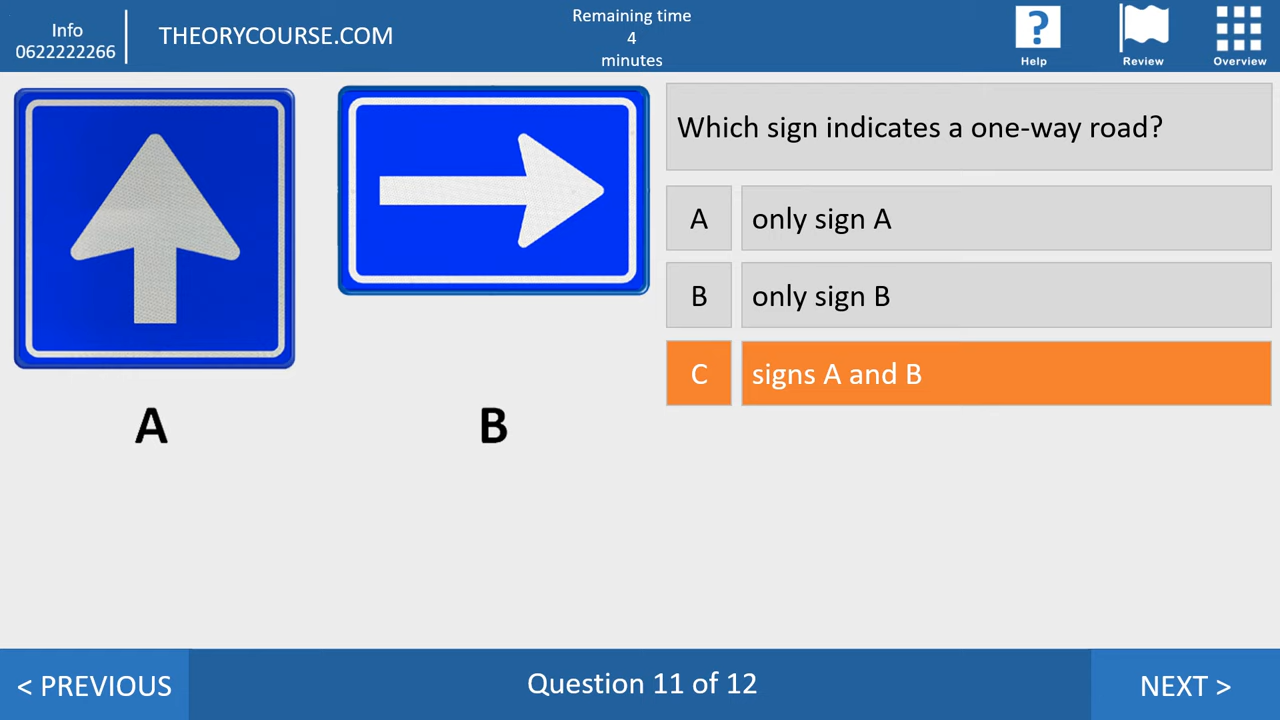 Info
0622222266
THEORYCOURSE.COM
Remaining time
4
minutes
?
Help
Review
Overview
Which sign indicates a one-way road?
A only sign A
B only sign B
C signs A and B
A
B
< PREVIOUS
Question 11 of 12
NEXT >